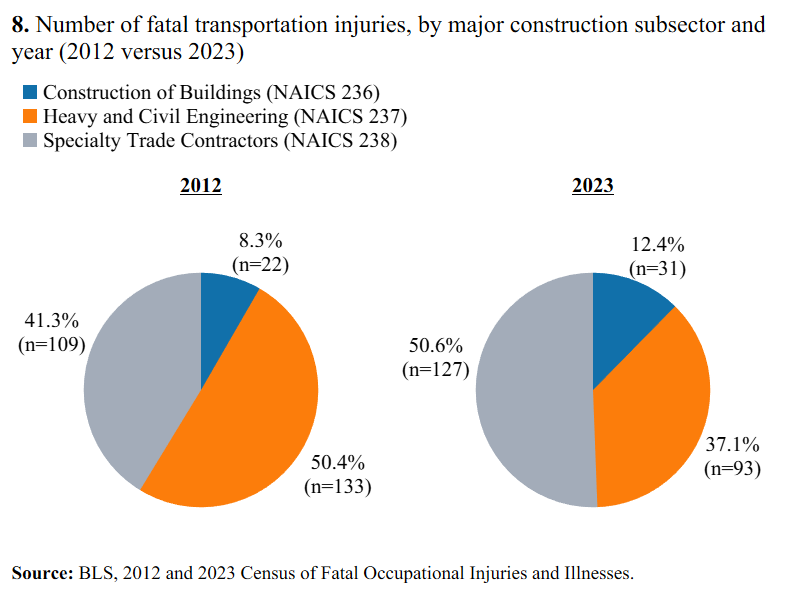 8. Number of fatal transportation injuries, by major construction subsector and
year (2012 versus 2023)
Construction of Buildings (NAICS 236)
Heavy and Civil Engineering (NAICS 237)
Specialty Trade Contractors (NAICS 238)
2012
8.3%
(n=22)
41.3%
(n=109)
50.4%
(n=133)
2023
12.4%
(n=31)
50.6%
(n=127)
37.1%
(n=93)
Source: BLS, 2012 and 2023 Census of Fatal Occupational Injuries and Illnesses.